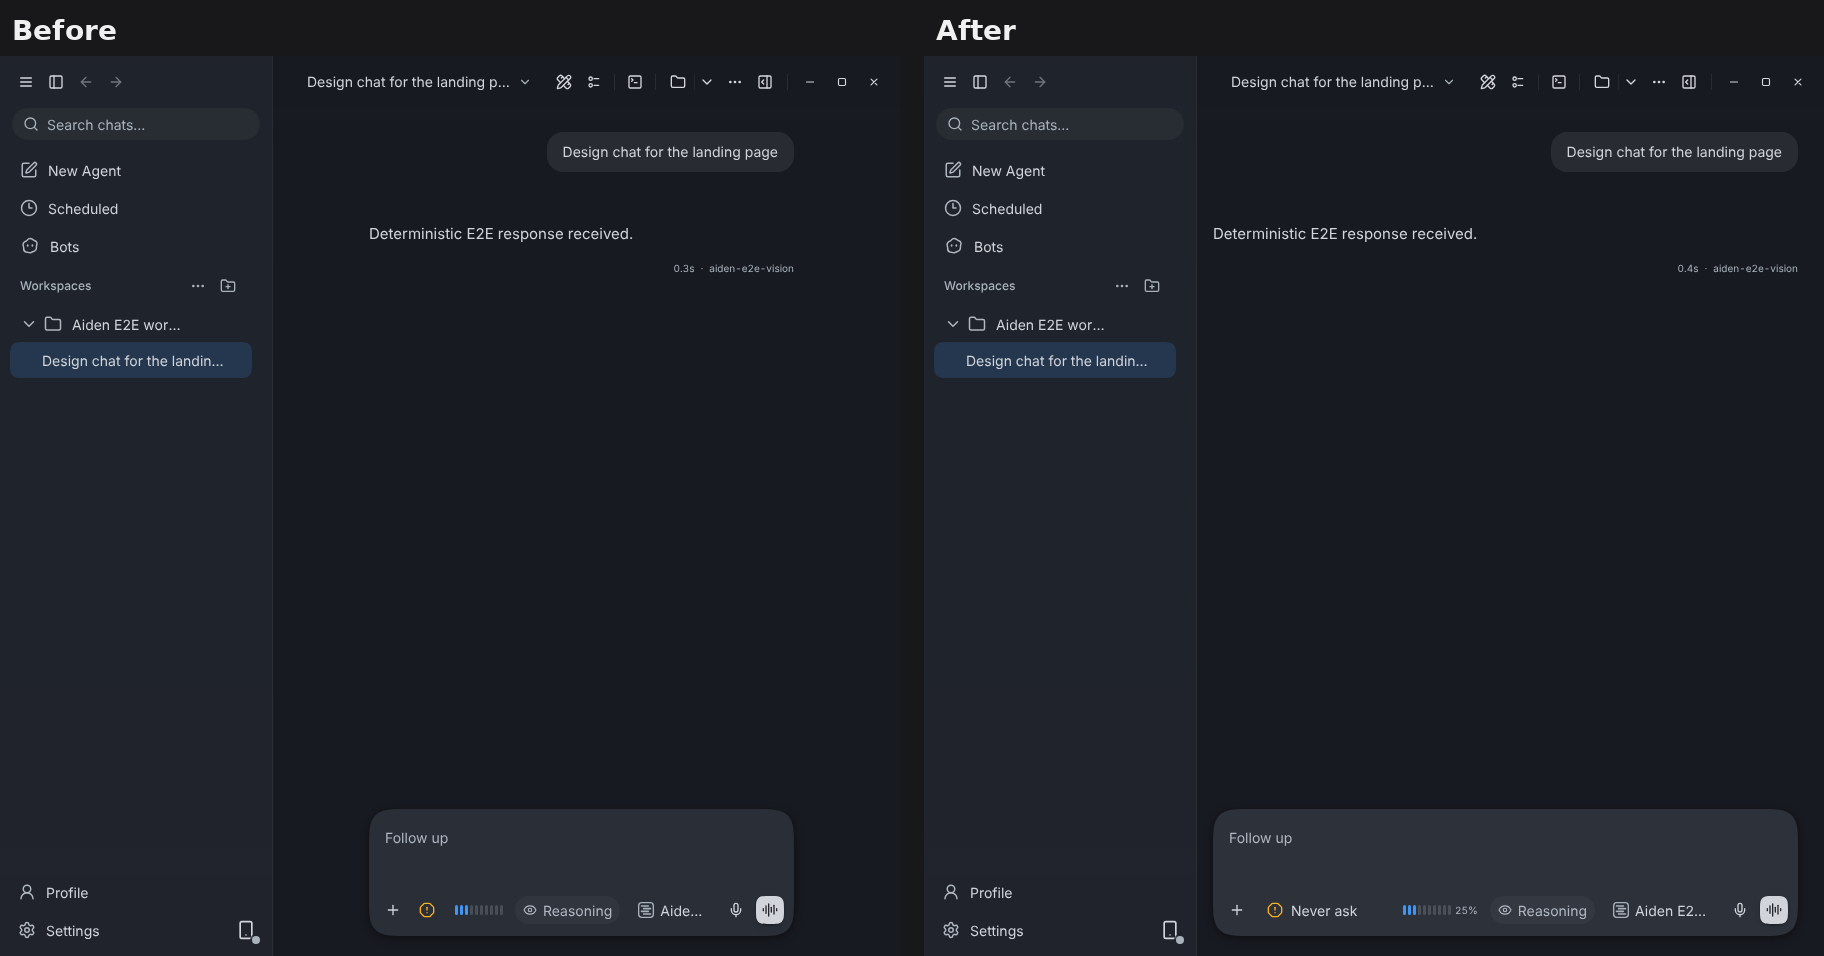 Before
Design chat for the landing p...
Search chats...
New Agent
Scheduled
Bots
Workspaces
Aiden E2E wor...
Design chat for the landin...
Profile
Settings
Design chat for the landing page
Deterministic E2E response received.
0.3s · aiden-e2e-vision
Follow up
Reasoning
Aide...
After
Design chat for the landing p...
Search chats...
New Agent
Scheduled
Bots
Workspaces
Aiden E2E wor...
Design chat for the landin...
Profile
Settings
Design chat for the landing page
Deterministic E2E response received.
0.4s · aiden-e2e-vision
Follow up
Never ask
25%
Reasoning
Aiden E2...